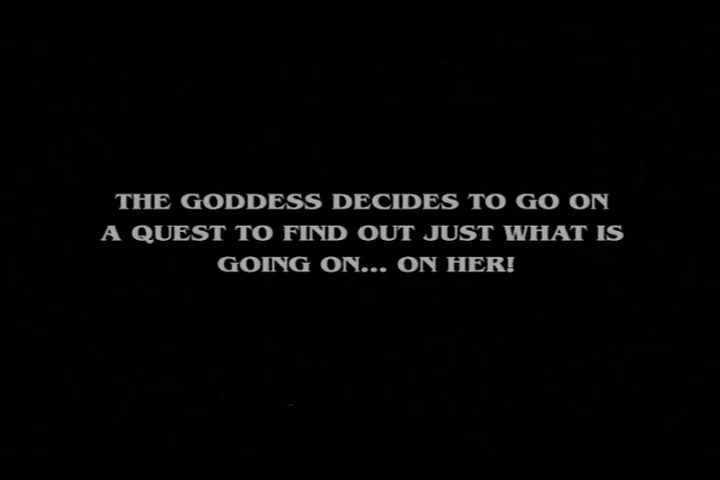 THE GODDESS DECIDES TO GO ON
A QUEST TO FIND OUT JUST WHAT IS
GOING ON... ON HER!